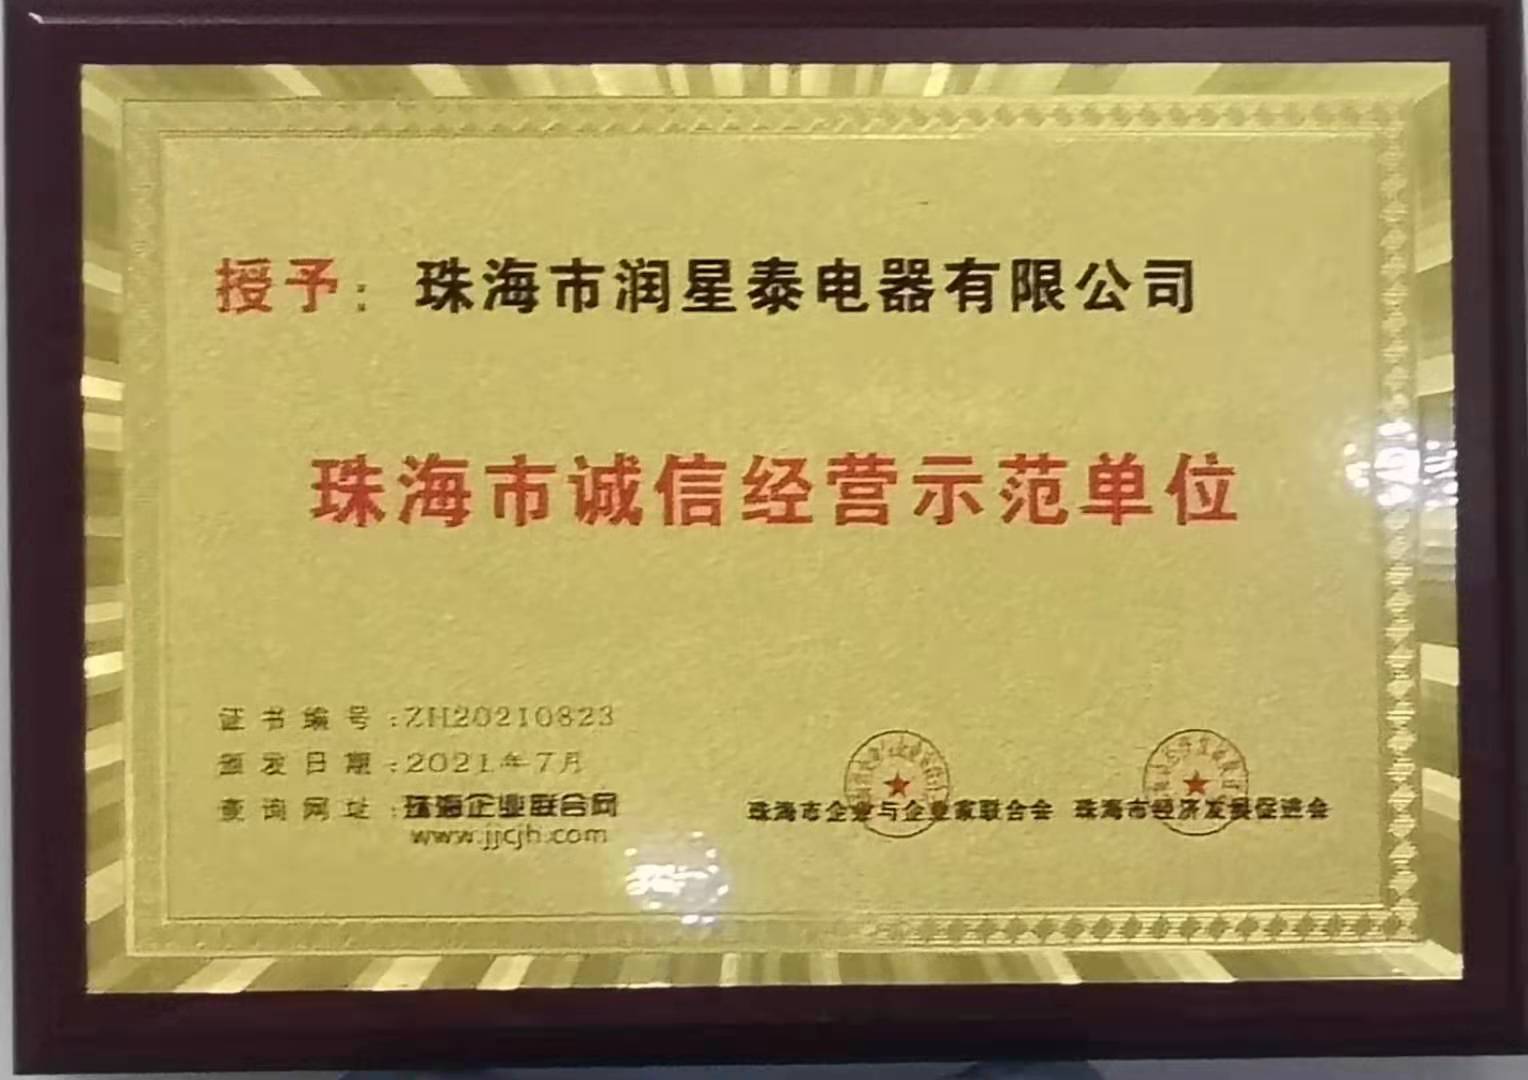 授予：珠海市润星泰电器有限公司
珠海市诚信经营示范单位
证书编号：ZH20210823
颁发日期：2021年7月
查询网址：珠海企业联合网
www.jjcjh.com
珠海市企业与企业家联合会 珠海市经济发展促进会